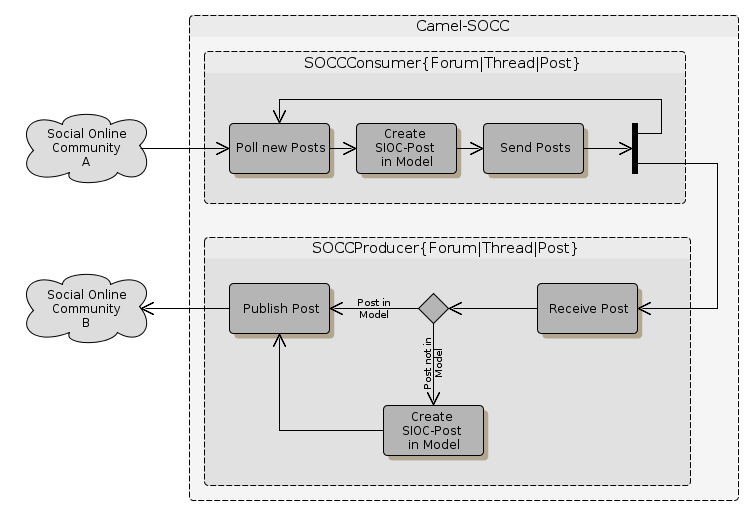 Camel-SOCC
SOCCConsumer{Forum|Thread|Post}
Social Online
Community
A
Poll new Posts
Create
SIOC-Post
in Model
Send Posts
SOCCProducer{Forum|Thread|Post}
Social Online
Community
B
Publish Post
Post in
Model
Receive Post
Post not in
Model
Create
SIOC-Post
in Model